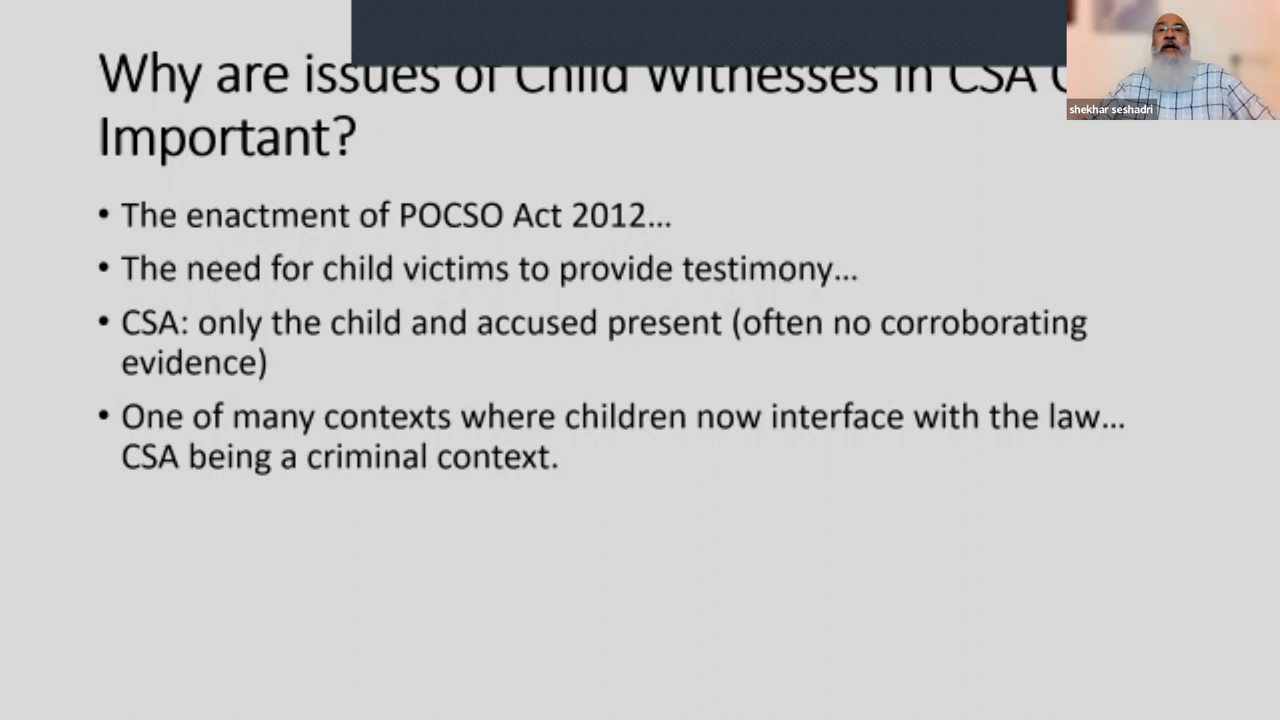 Why are issues of Child Witnesses in CSA
Important?
• The enactment of POCSO Act 2012...
• The need for child victims to provide testimony...
• CSA: only the child and accused present (often no corroborating
evidence)
• One of many contexts where children now interface with the law...
CSA being a criminal context.
shekhar seshadri